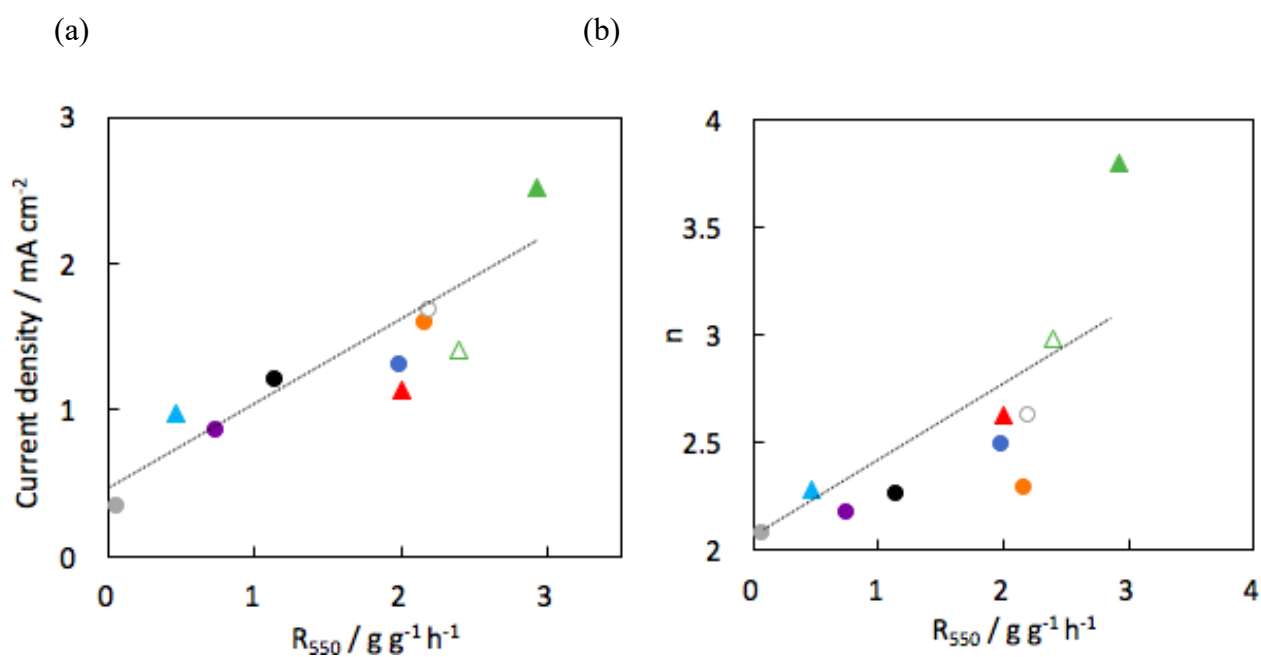 (a)
(b)
3
2
1
0
Current density / mA cm⁻²
0 1 2 3
R₅₅₀ / g g⁻¹ h⁻¹
4
3.5
3
2.5
2
n
0 1 2 3 4
R₅₅₀ / g g⁻¹ h⁻¹